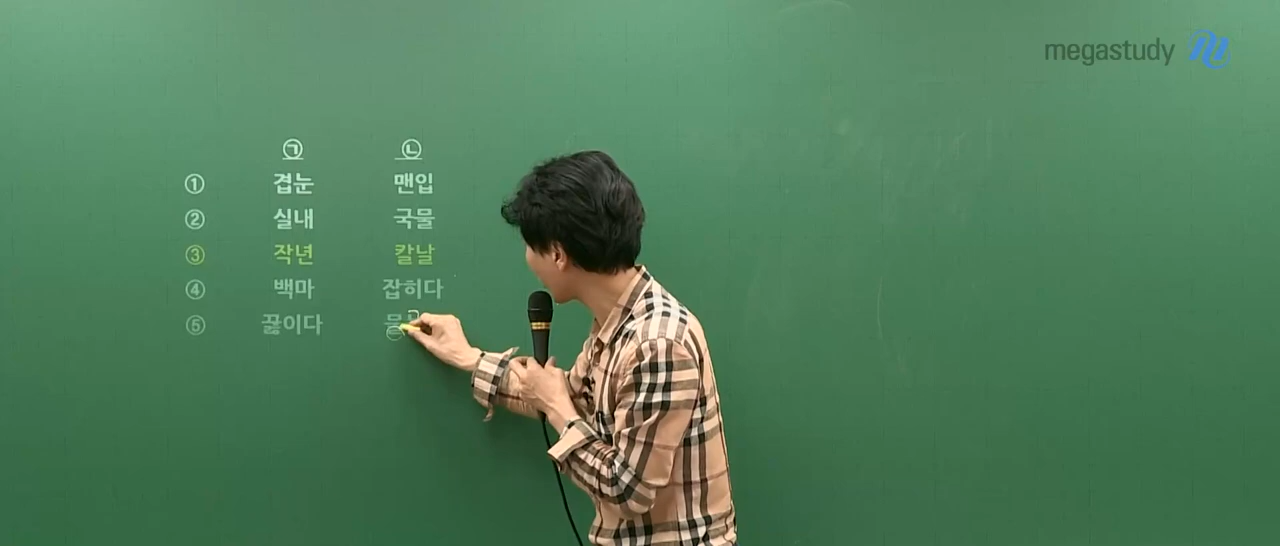 megastudy
㉠ ㉡
① 겹눈 맨입
② 실내 국물
③ 작년 칼날
④ 백마 잡히다
⑤ 끓이다